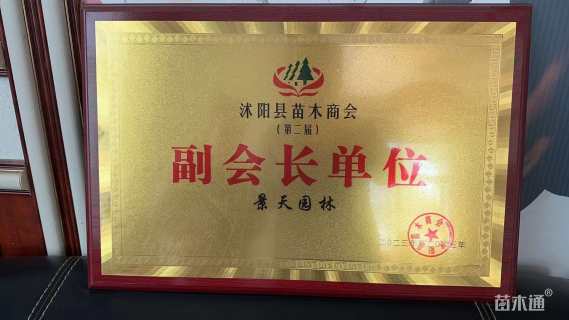 沭阳县苗木商会
（第二届）
副会长单位
景天园林
苗木通®